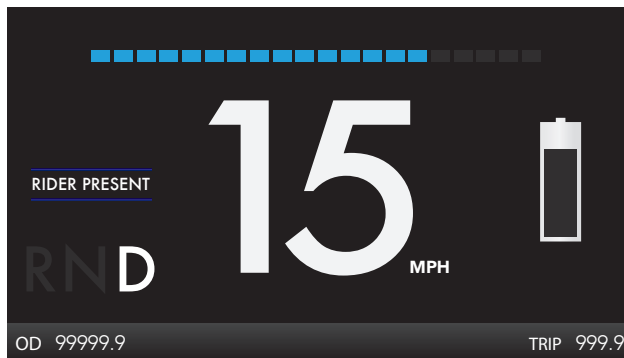 15
RIDER PRESENT
MPH
RND
OD 99999.9 TRIP 999.9